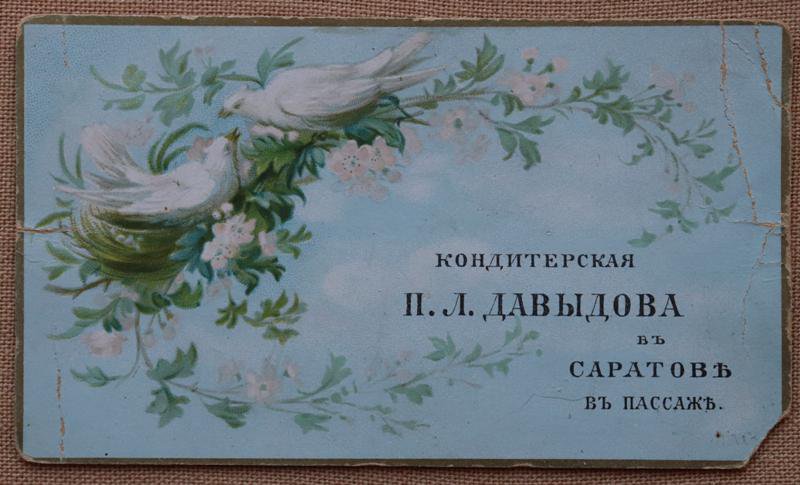 КОНДИТЕРСКАЯ
П. Л. ДАВЫДОВА
ВЪ
САРАТОВѢ
ВЪ ПАССАЖѢ.